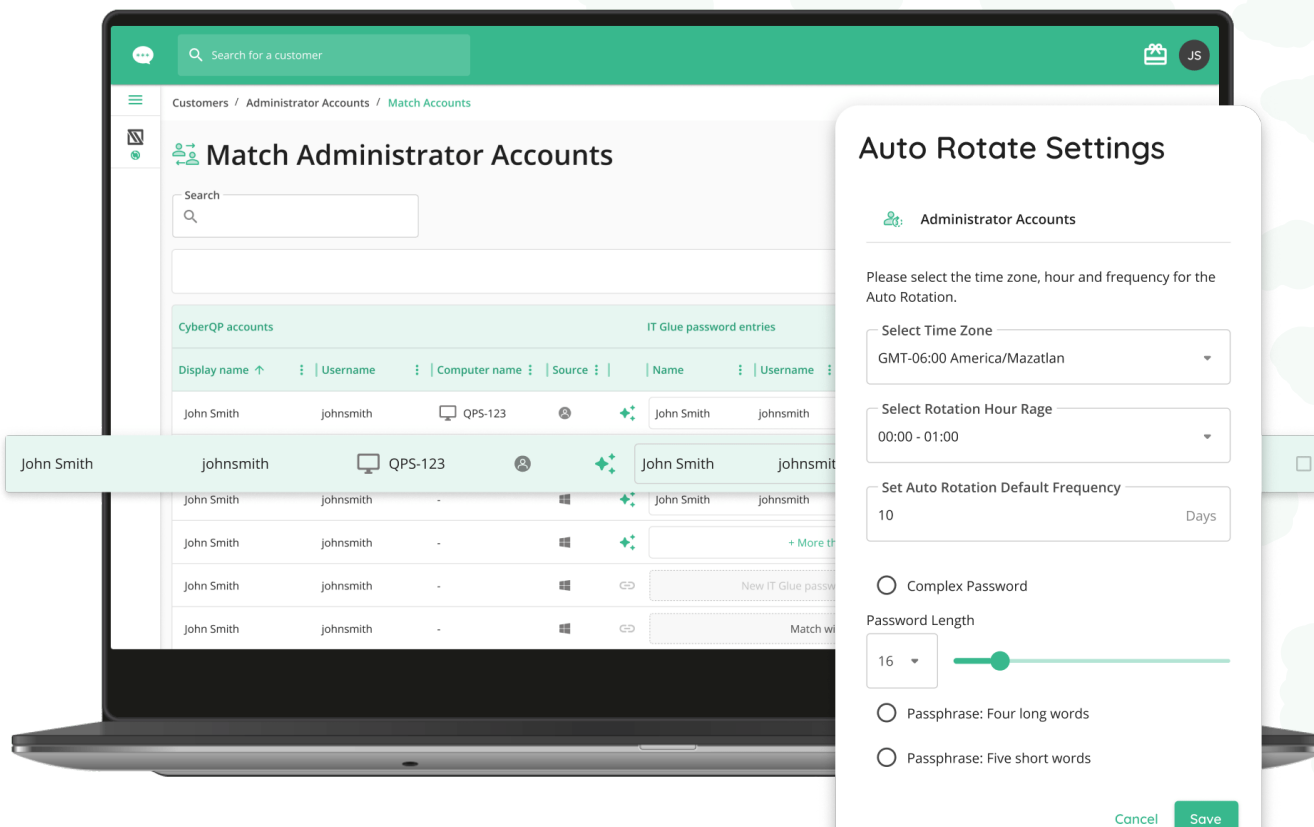 Search for a customer
JS
Customers / Administrator Accounts / Match Accounts
Match Administrator Accounts
Search
CyberQP accounts IT Glue password entries
Display name Username Computer name Source Name Username
John Smith johnsmith QPS-123 John Smith johnsmith
John Smith johnsmith QPS-123 John Smith johnsmit
John Smith johnsmith - John Smith johnsmith
John Smith johnsmith - + More th
John Smith johnsmith - New IT Glue passw
John Smith johnsmith - Match wi
Auto Rotate Settings
Administrator Accounts
Please select the time zone, hour and frequency for the
Auto Rotation.
Select Time Zone
GMT-06:00 America/Mazatlan
Select Rotation Hour Rage
00:00 - 01:00
Set Auto Rotation Default Frequency
10 Days
Complex Password
Password Length
16
Passphrase: Four long words
Passphrase: Five short words
Cancel Save